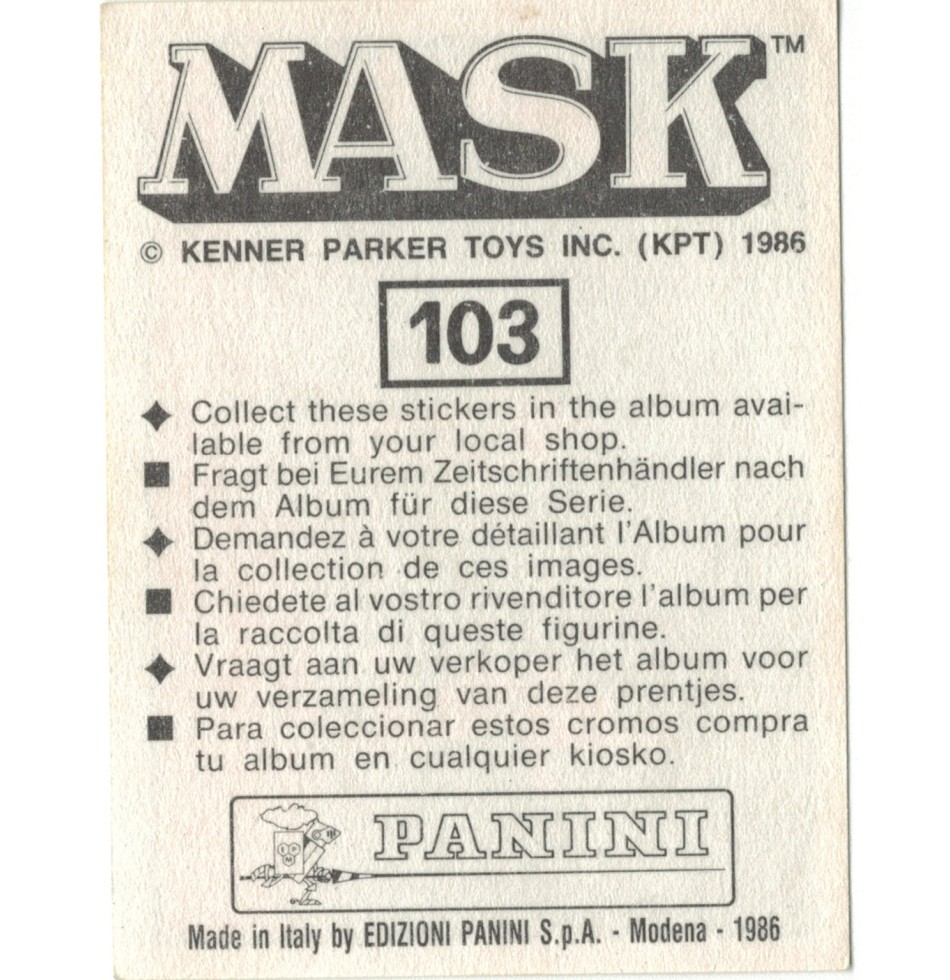 MASK™
© KENNER PARKER TOYS INC. (KPT) 1986
103
Collect these stickers in the album avai-
lable from your local shop.
Fragt bei Eurem Zeitschriftenhändler nach
dem Album für diese Serie.
Demandez à votre détaillant l'Album pour
la collection de ces images.
Chiedete al vostro rivenditore l'album per
la raccolta di queste figurine.
Vraagt aan uw verkoper het album voor
uw verzameling van deze prentjes.
Para coleccionar estos cromos compra
tu album en cualquier kiosko.
PANINI
Made in Italy by EDIZIONI PANINI S.p.A. - Modena - 1986